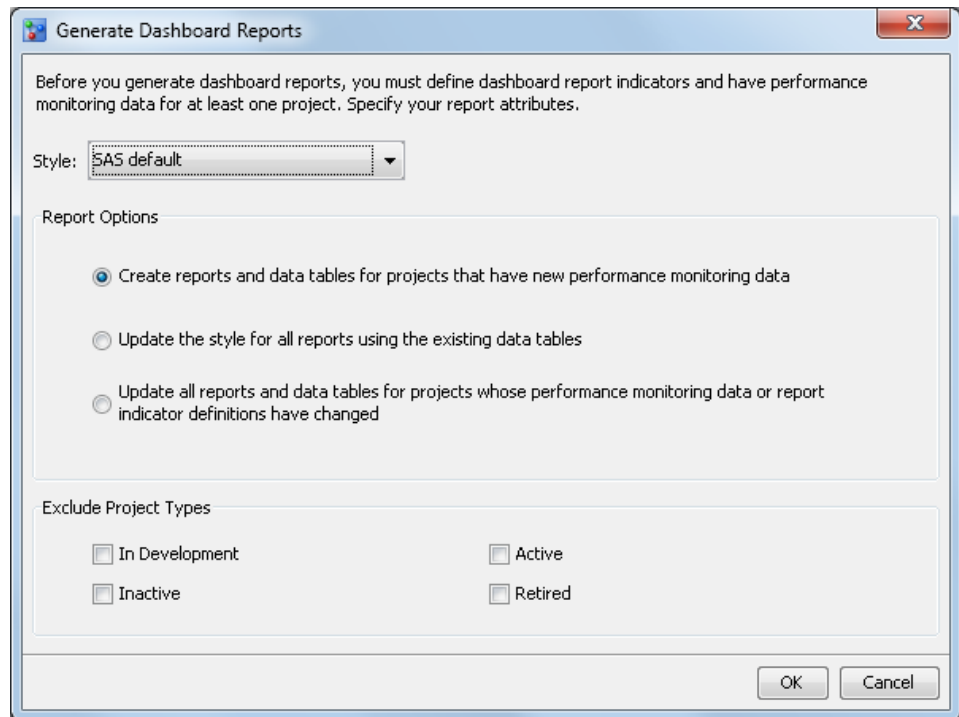 Generate Dashboard Reports
Before you generate dashboard reports, you must define dashboard report indicators and have performance
monitoring data for at least one project. Specify your report attributes.
Style: SAS default
Report Options
Create reports and data tables for projects that have new performance monitoring data
Update the style for all reports using the existing data tables
Update all reports and data tables for projects whose performance monitoring data or report
indicator definitions have changed
Exclude Project Types
In Development Active
Inactive Retired
OK Cancel